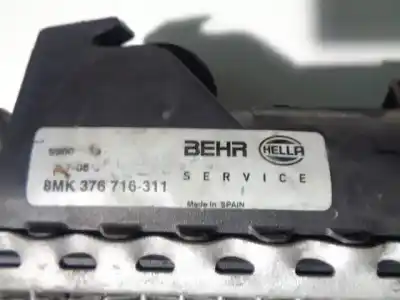 BEHR HELLA
SERVICE
8MK 376 716-311
Made in SPAIN